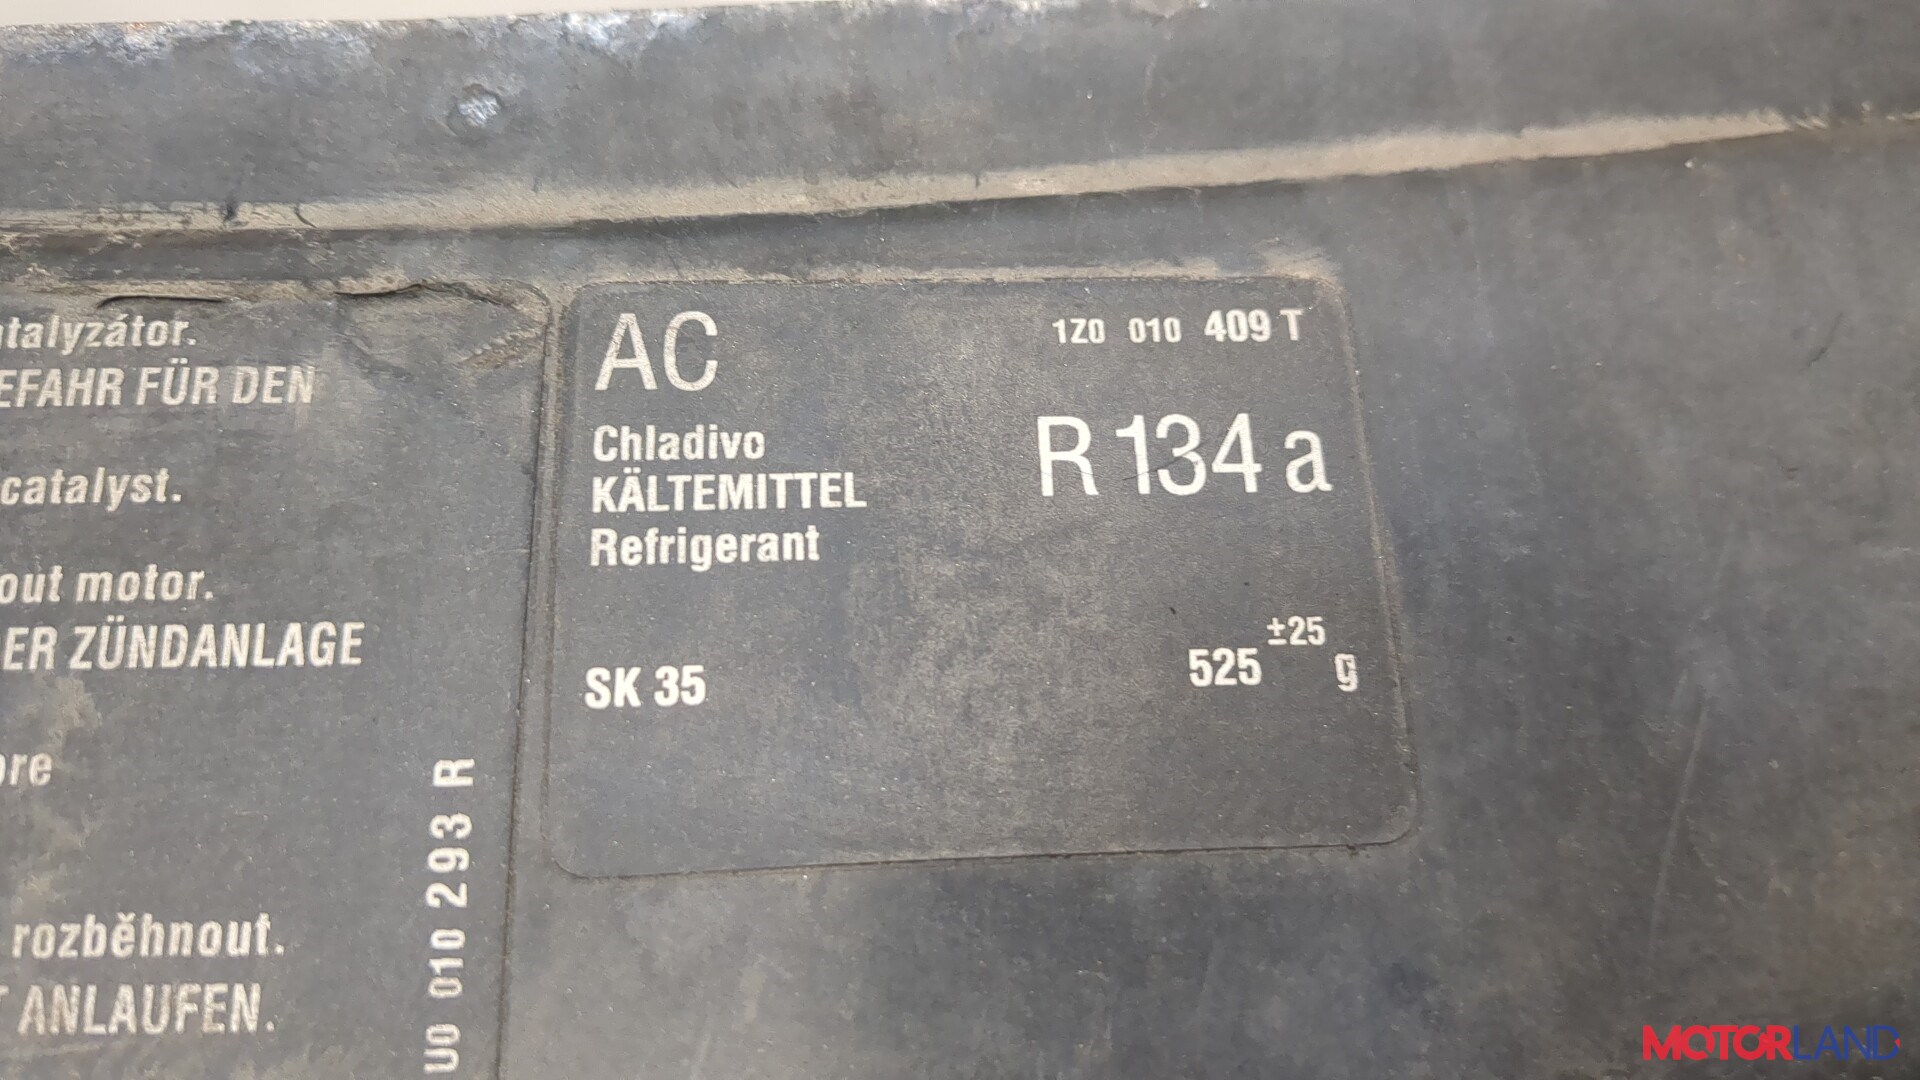 atalyzátor.
EFAHR FÜR DEN
catalyst.
out motor.
ER ZÜNDANLAGE
ore
rozběhnout.
T ANLAUFEN.
U0 010 293 R
AC
1Z0 010 409 T
Chladivo
KÄLTEMITTEL
Refrigerant
R 134 a
SK 35
525 ±25 g
MOTORLAND